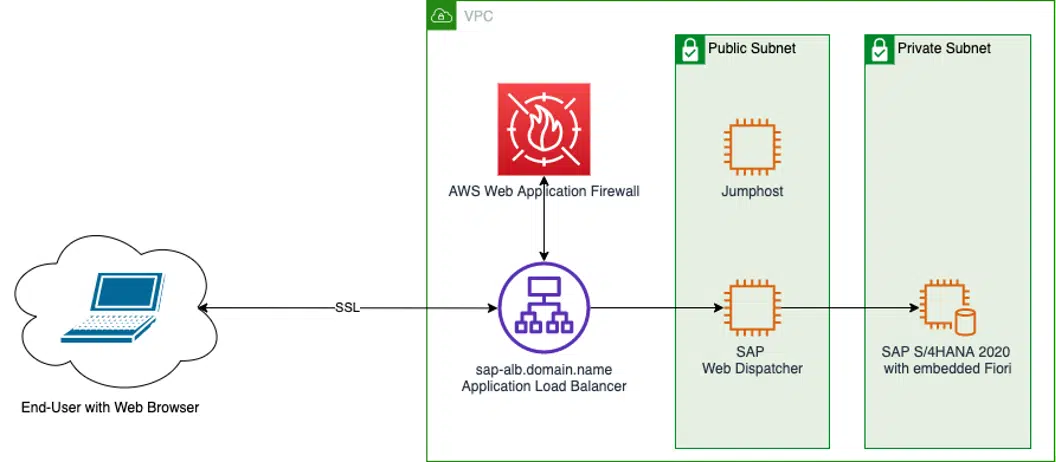 VPC
Public Subnet
Private Subnet
AWS Web Application Firewall
Jumphost
SSL
sap-alb.domain.name
Application Load Balancer
SAP
Web Dispatcher
SAP S/4HANA 2020
with embedded Fiori
End-User with Web Browser